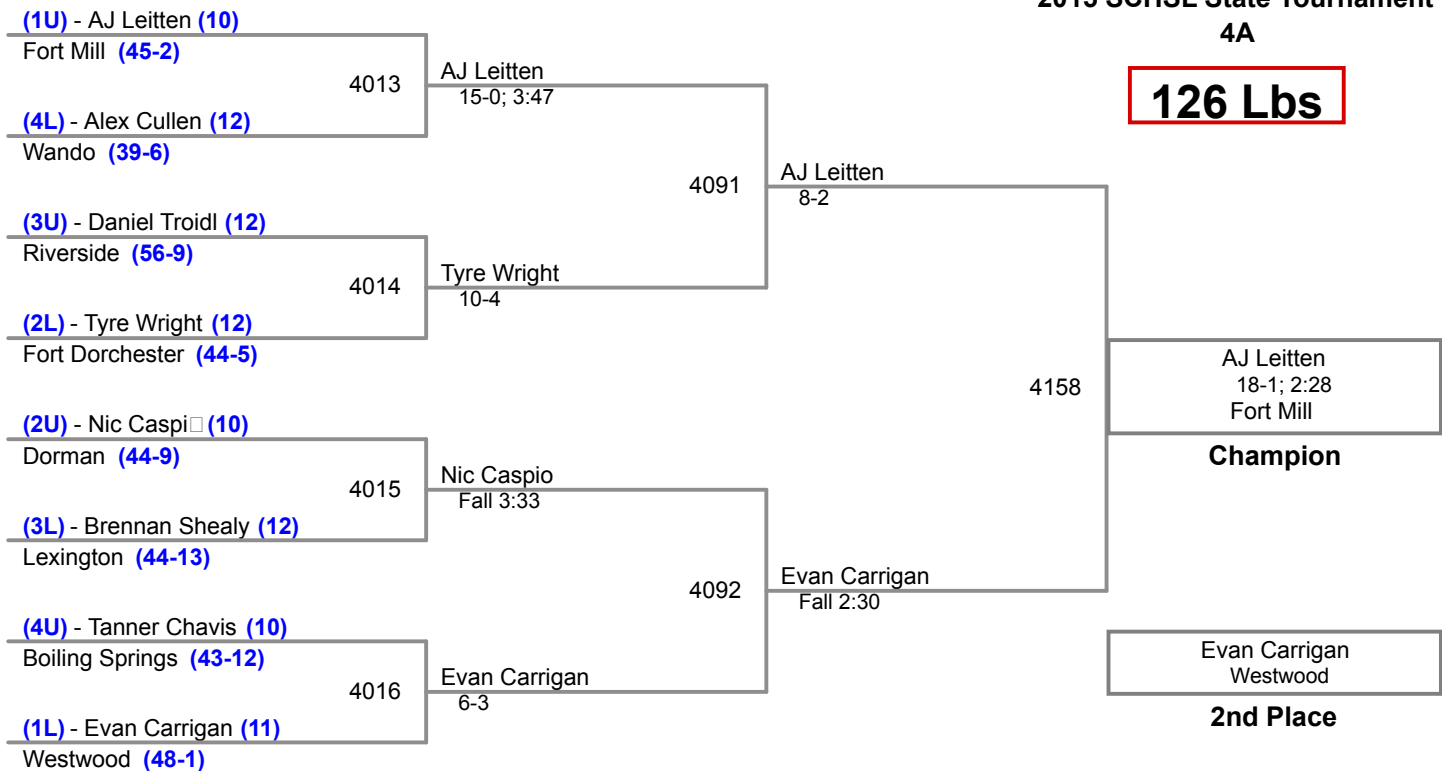 SCHSL State Tournament
4A
126 Lbs
(1U) - AJ Leitten (10)
Fort Mill (45-2)
4013
(4L) - Alex Cullen (12)
Wando (39-6)
(3U) - Daniel Troidl (12)
Riverside (56-9)
4014
(2L) - Tyre Wright (12)
Fort Dorchester (44-5)
(2U) - Nic Caspi□ (10)
Dorman (44-9)
4015
(3L) - Brennan Shealy (12)
Lexington (44-13)
(4U) - Tanner Chavis (10)
Boiling Springs (43-12)
4016
(1L) - Evan Carrigan (11)
Westwood (48-1)
AJ Leitten
15-0; 3:47
4091
Tyre Wright
10-4
Nic Caspio
Fall 3:33
4092
Evan Carrigan
6-3
AJ Leitten
8-2
4158
Evan Carrigan
Fall 2:30
AJ Leitten
18-1; 2:28
Fort Mill
Champion
Evan Carrigan
Westwood
2nd Place